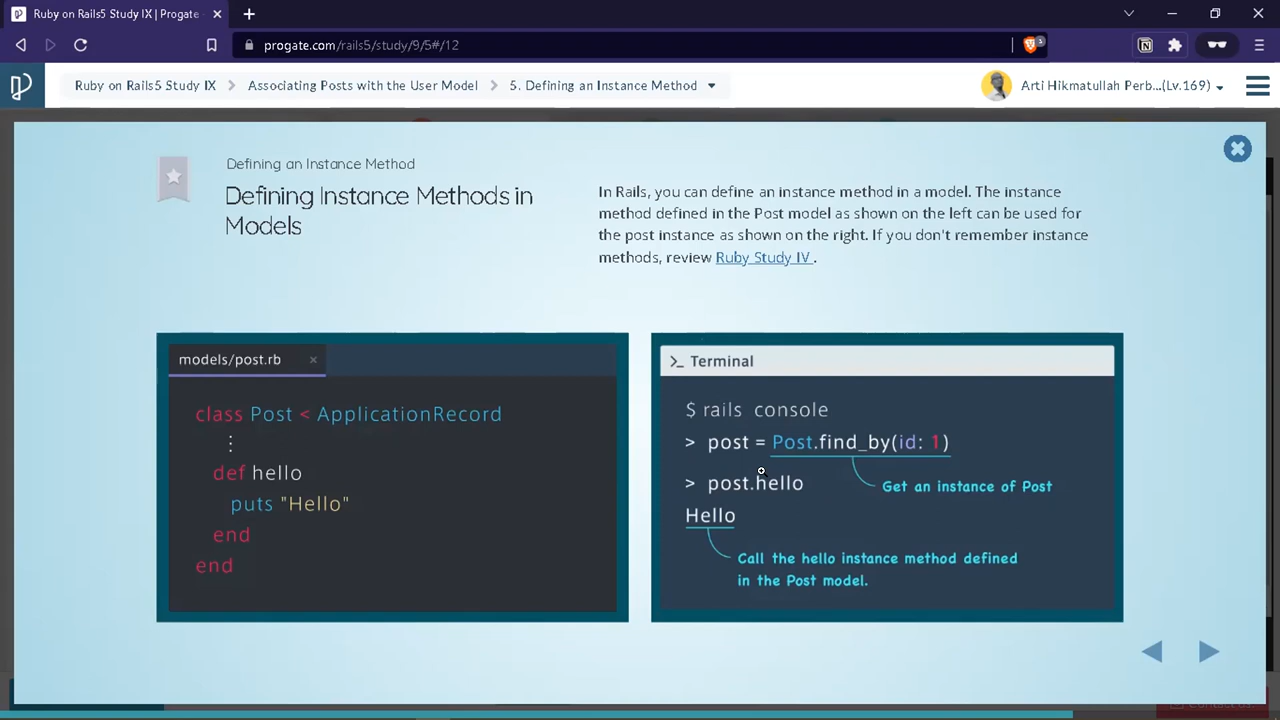 Ruby on Rails5 Study IX | Progate
progate.com/rails5/study/9/5#/12
Ruby on Rails5 Study IX
Associating Posts with the User Model
5. Defining an Instance Method
Arti Hikmatullah Perb...(Lv.169)
Defining an Instance Method
Defining Instance Methods in
Models
In Rails, you can define an instance method in a model. The instance
method defined in the Post model as shown on the left can be used for
the post instance as shown on the right. If you don't remember instance
methods, review Ruby Study IV .
models/post.rb ×
class Post < ApplicationRecord
⋮
def hello
puts "Hello"
end
end
>_ Terminal
$ rails console
> post = Post.find_by(id: 1)
> post.hello
Get an instance of Post
Hello
Call the hello instance method defined
in the Post model.